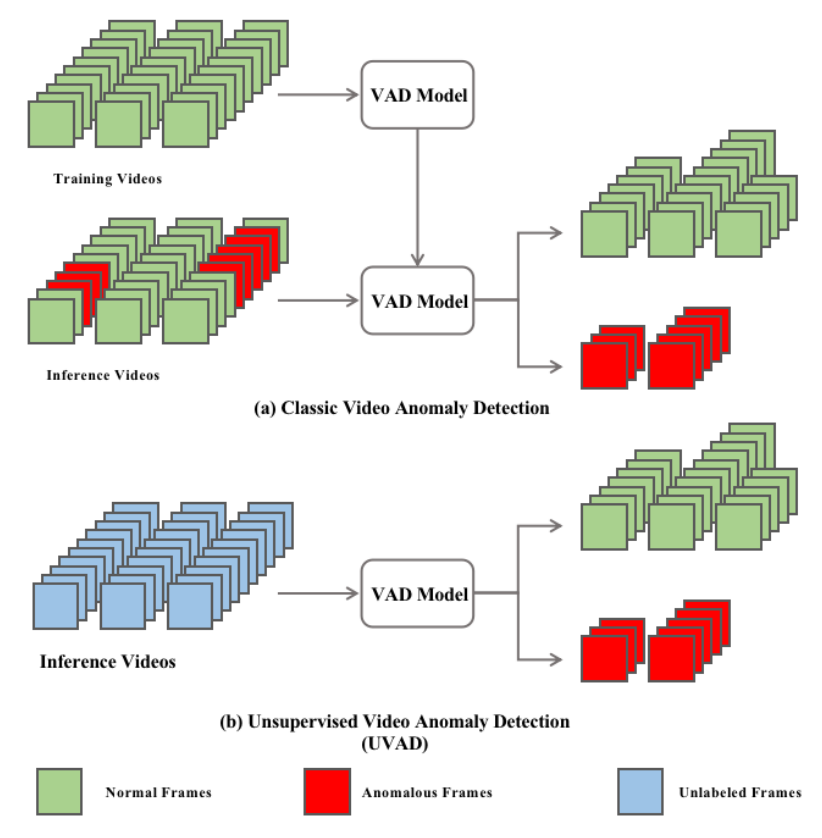 VAD Model
Training Videos
VAD Model
Inference Videos
(a) Classic Video Anomaly Detection
VAD Model
Inference Videos
(b) Unsupervised Video Anomaly Detection
(UVAD)
Normal Frames
Anomalous Frames
Unlabeled Frames